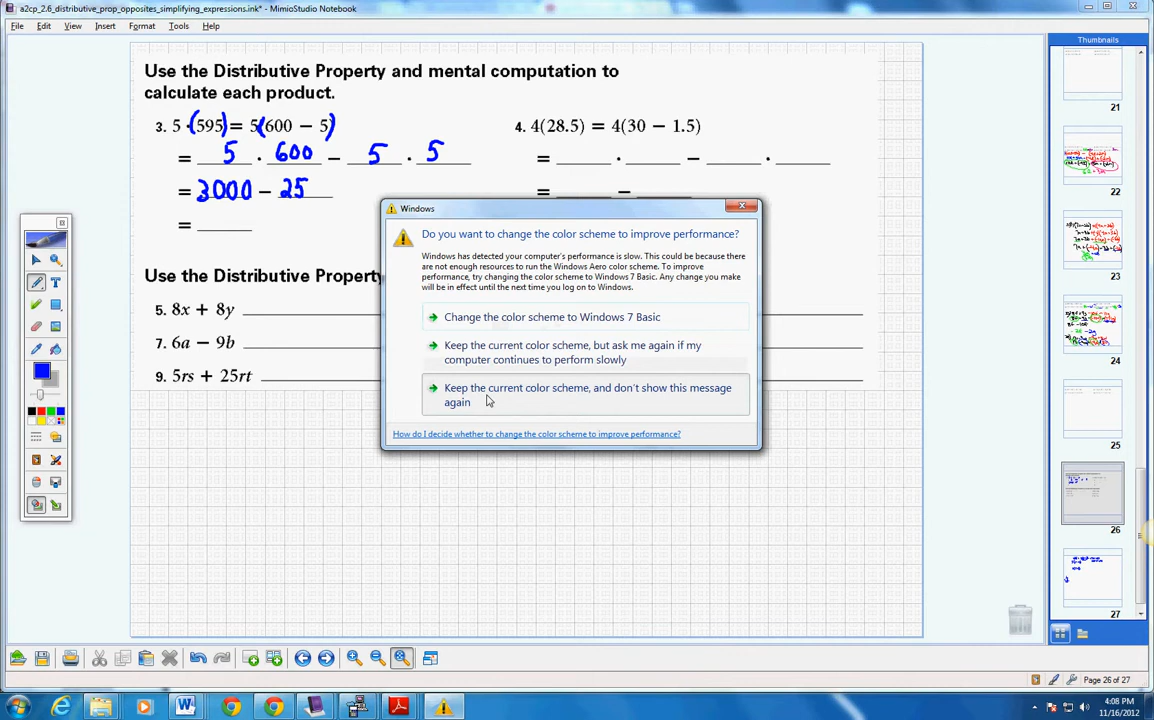 a2cp_2.6_distributive_prop_opposites_simplifying_expressions.ink* - MimioStudio Notebook
File Edit View Insert Format Tools Help
Thumbnails
Use the Distributive Property and mental computation to
calculate each product.
3. 5 · (595) = 5(600 − 5)
= 5 · 600 − 5 · 5
= 3000 − 25
=
4. 4(28.5) = 4(30 − 1.5)
= ___ · ___ − ___ · ___
= ___ − ___
Use the Distributive Property
5. 8x + 8y
7. 6a − 9b
9. 5rs + 25rt
Windows
Do you want to change the color scheme to improve performance?
Windows has detected your computer's performance is slow. This could be because there
are not enough resources to run the Windows Aero color scheme. To improve
performance, try changing the color scheme to Windows 7 Basic. Any change you make
will be in effect until the next time you log on to Windows.
Change the color scheme to Windows 7 Basic
Keep the current color scheme, but ask me again if my
computer continues to perform slowly
Keep the current color scheme, and don't show this message
again
How do I decide whether to change the color scheme to improve performance?
21
22
23
24
25
26
27
Page 26 of 27
4:08 PM
11/16/2012